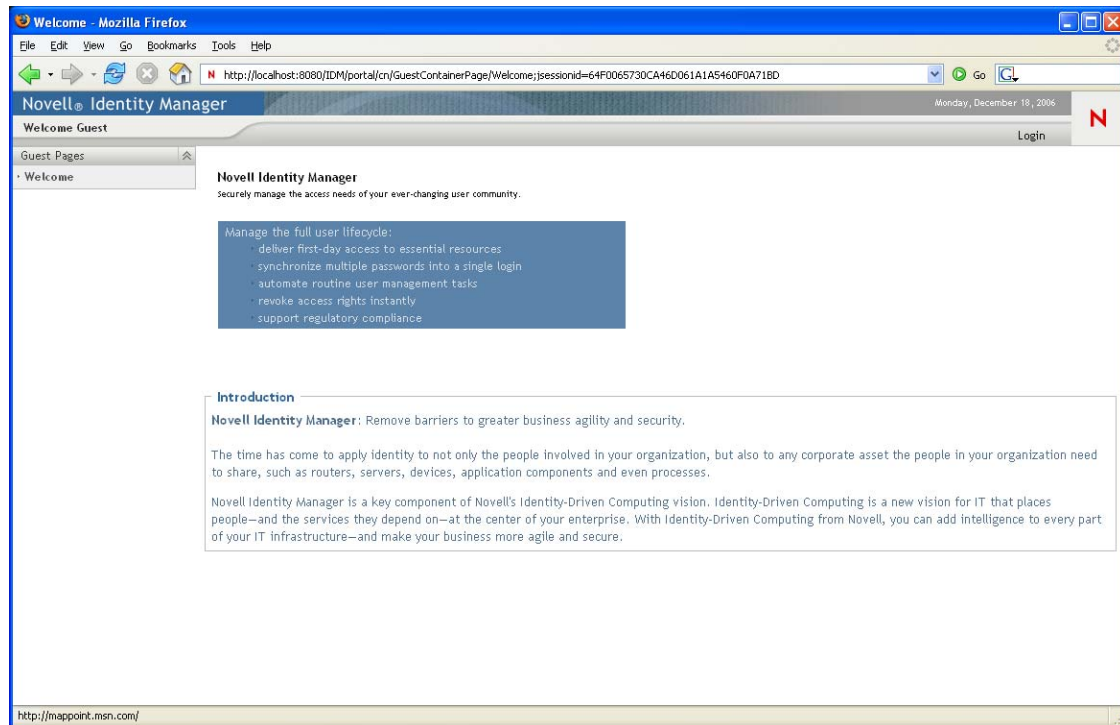 Welcome - Mozilla Firefox
File Edit View Go Bookmarks Tools Help
N http://localhost:8080/IDM/portal/cn/GuestContainerPage/Welcome;jsessionid=64F0065730CA46D061A1A5460F0A71BD Go G
Novell® Identity Manager Monday, December 18, 2006
N
Welcome Guest Login
Guest Pages
· Welcome
Novell Identity Manager
Securely manage the access needs of your ever-changing user community.
Manage the full user lifecycle:
· deliver first-day access to essential resources
· synchronize multiple passwords into a single login
· automate routine user management tasks
· revoke access rights instantly
· support regulatory compliance
Introduction
Novell Identity Manager: Remove barriers to greater business agility and security.
The time has come to apply identity to not only the people involved in your organization, but also to any corporate asset the people in your organization need
to share, such as routers, servers, devices, application components and even processes.
Novell Identity Manager is a key component of Novell's Identity-Driven Computing vision. Identity-Driven Computing is a new vision for IT that places
people—and the services they depend on—at the center of your enterprise. With Identity-Driven Computing from Novell, you can add intelligence to every part
of your IT infrastructure—and make your business more agile and secure.
http://mappoint.msn.com/